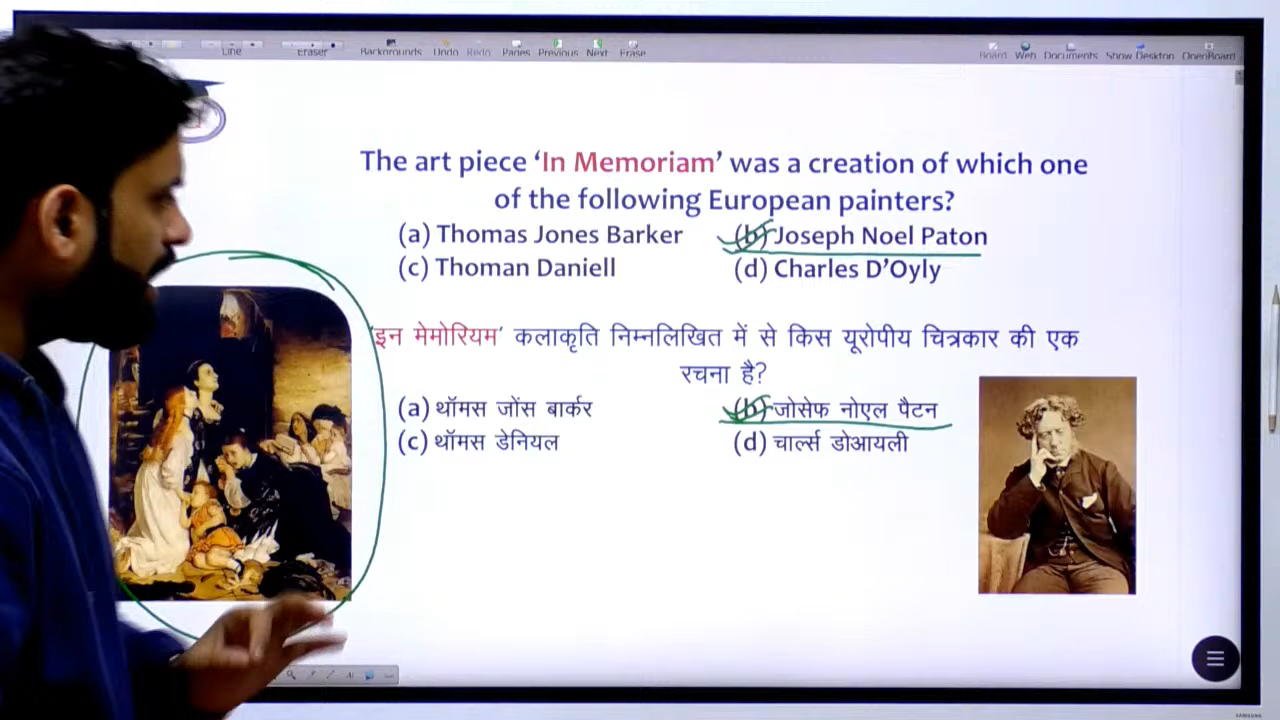 Line Eraser Backgrounds Undo Redo Pages Previous Next Erase Board Web Documents Show Desktop OpenBoard
The art piece ‘In Memoriam’ was a creation of which one
of the following European painters?
(a) Thomas Jones Barker (b) Joseph Noel Paton
(c) Thoman Daniell (d) Charles D’Oyly
‘इन मेमोरियम’ कलाकृति निम्नलिखित में से किस यूरोपीय चित्रकार की एक
रचना है?
(a) थॉमस जोंस बार्कर (b) जोसेफ नोएल पैटन
(c) थॉमस डेनियल (d) चार्ल्स डोआयली
SAMSUNG